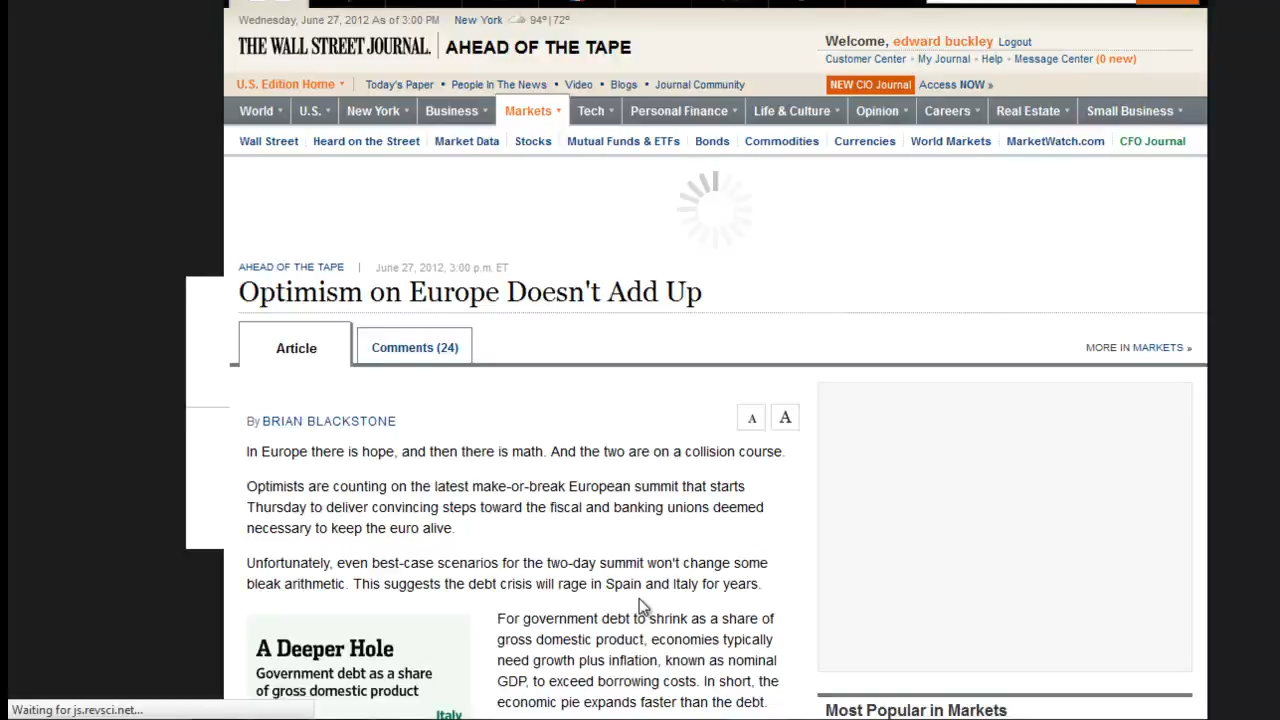 Wednesday, June 27, 2012 As of 3:00 PM New York 94º | 72º
THE WALL STREET JOURNAL. AHEAD OF THE TAPE
Welcome, edward buckley Logout
Customer Center My Journal Help Message Center (0 new)
U.S. Edition Home Today's Paper People In The News Video Blogs Journal Community NEW CIO Journal Access NOW »
World U.S. New York Business Markets Tech Personal Finance Life & Culture Opinion Careers Real Estate Small Business
Wall Street Heard on the Street Market Data Stocks Mutual Funds & ETFs Bonds Commodities Currencies World Markets MarketWatch.com CFO Journal
AHEAD OF THE TAPE | June 27, 2012, 3:00 p.m. ET
Optimism on Europe Doesn't Add Up
Article Comments (24) MORE IN MARKETS »
By BRIAN BLACKSTONE A A
In Europe there is hope, and then there is math. And the two are on a collision course.
Optimists are counting on the latest make-or-break European summit that starts
Thursday to deliver convincing steps toward the fiscal and banking unions deemed
necessary to keep the euro alive.
Unfortunately, even best-case scenarios for the two-day summit won't change some
bleak arithmetic. This suggests the debt crisis will rage in Spain and Italy for years.
A Deeper Hole
Government debt as a share
of gross domestic product
Italy
For government debt to shrink as a share of
gross domestic product, economies typically
need growth plus inflation, known as nominal
GDP, to exceed borrowing costs. In short, the
economic pie expands faster than the debt.
Most Popular in Markets
Waiting for js.revsci.net...